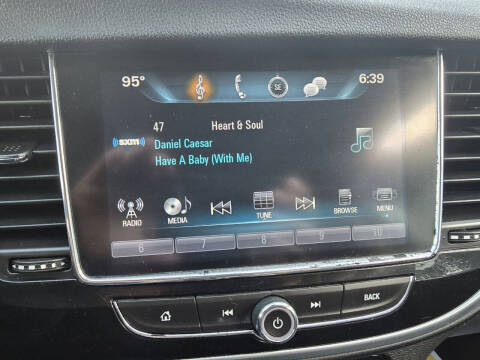 95° SE 6:39
47 Heart & Soul
SXM Daniel Caesar
Have A Baby (With Me)
RADIO MEDIA TUNE BROWSE MENU
6 7 8 9 10
BACK